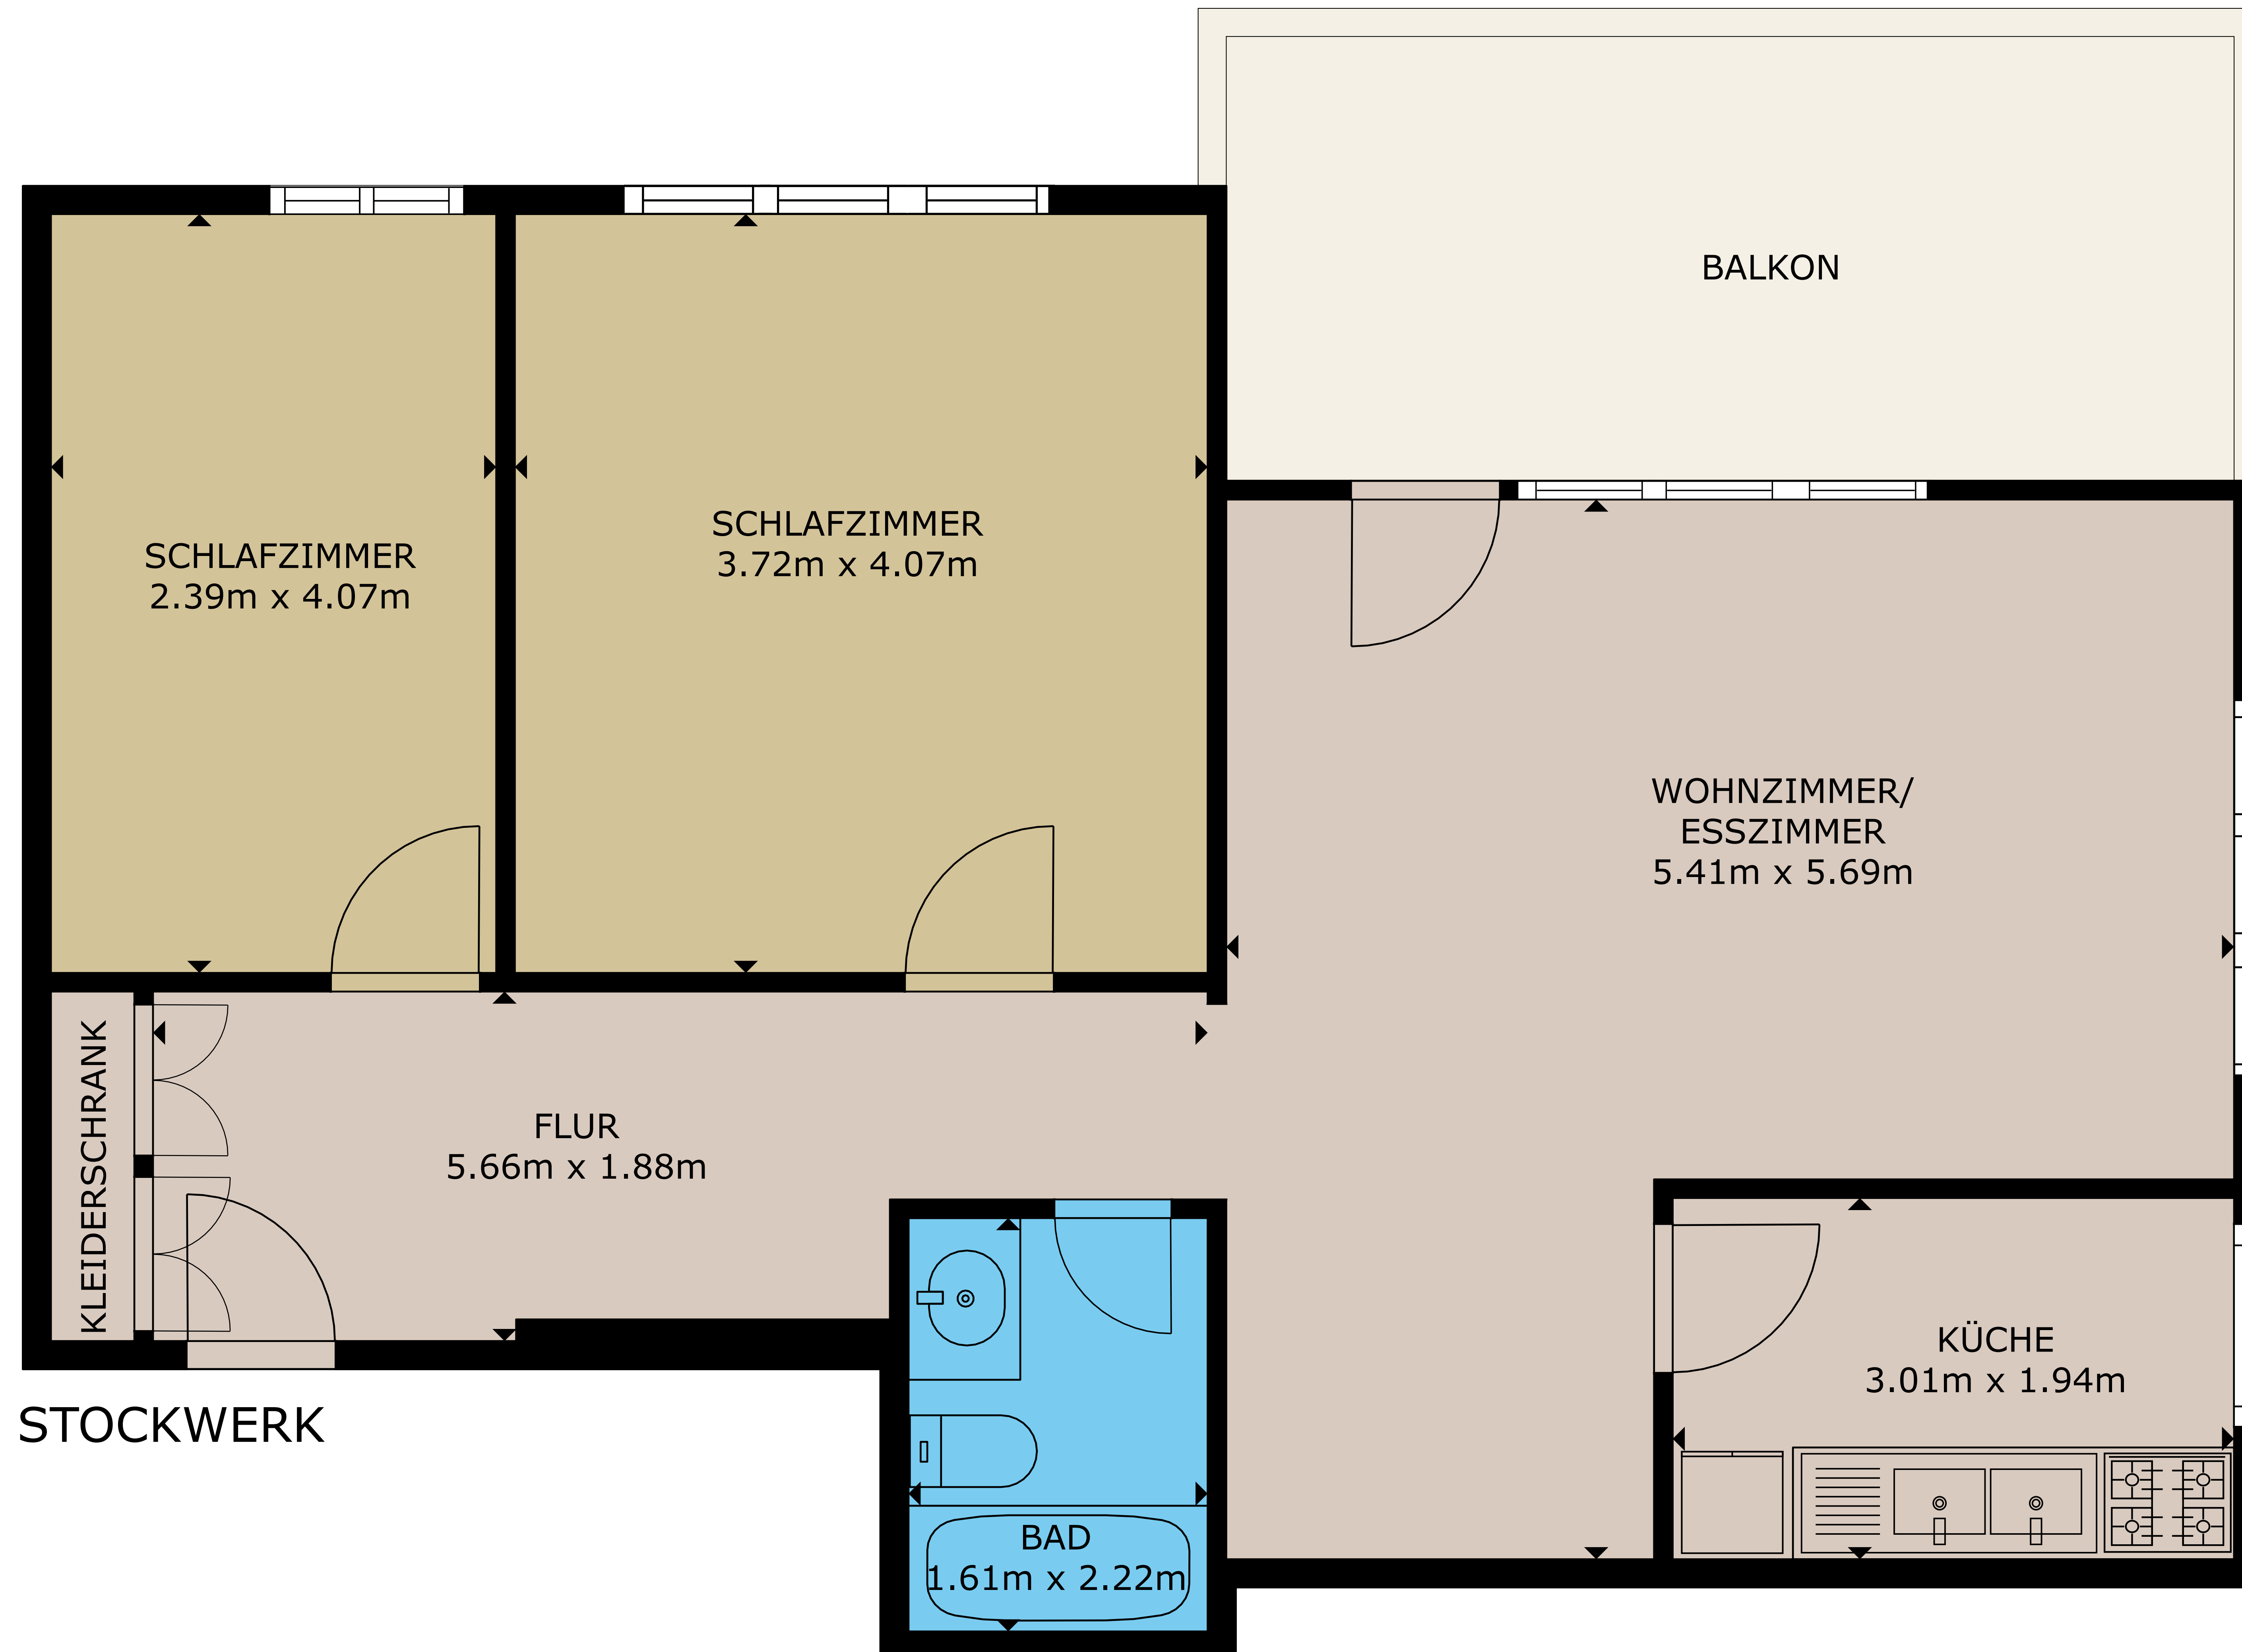 BALKON
SCHLAFZIMMER
2.39m x 4.07m
SCHLAFZIMMER
3.72m x 4.07m
WOHNZIMMER/
ESSZIMMER
5.41m x 5.69m
KLEIDERSCHRANK
FLUR
5.66m x 1.88m
KÜCHE
3.01m x 1.94m
STOCKWERK
BAD
1.61m x 2.22m